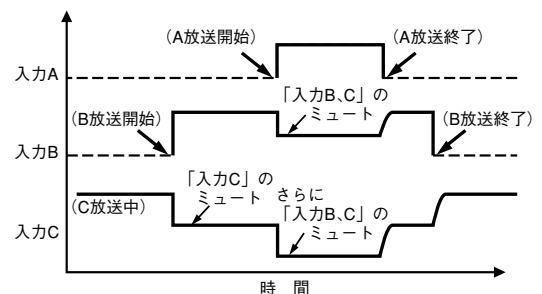 (A放送開始)
(A放送終了)
入力A
「入力B、C」の
ミュート
(B放送開始)
(B放送終了)
入力B
「入力C」の
ミュート
さらに
「入力B、C」の
ミュート
(C放送中)
入力C
時 間